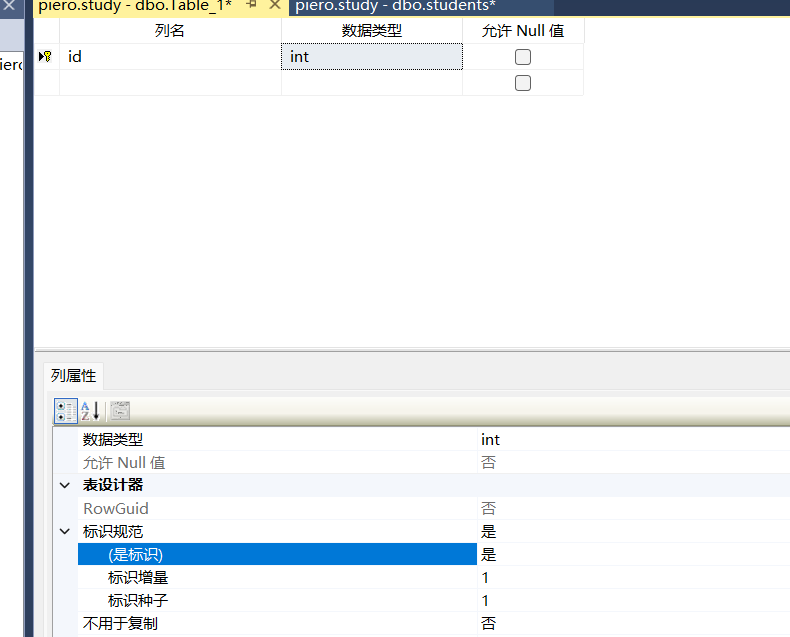 piero.study - dbo.Table_1* piero.study - dbo.students*
列名 数据类型 允许 Null 值
id int
列属性
数据类型 int
允许 Null 值 否
表设计器
RowGuid 否
标识规范 是
(是标识) 是
标识增量 1
标识种子 1
不用于复制 否